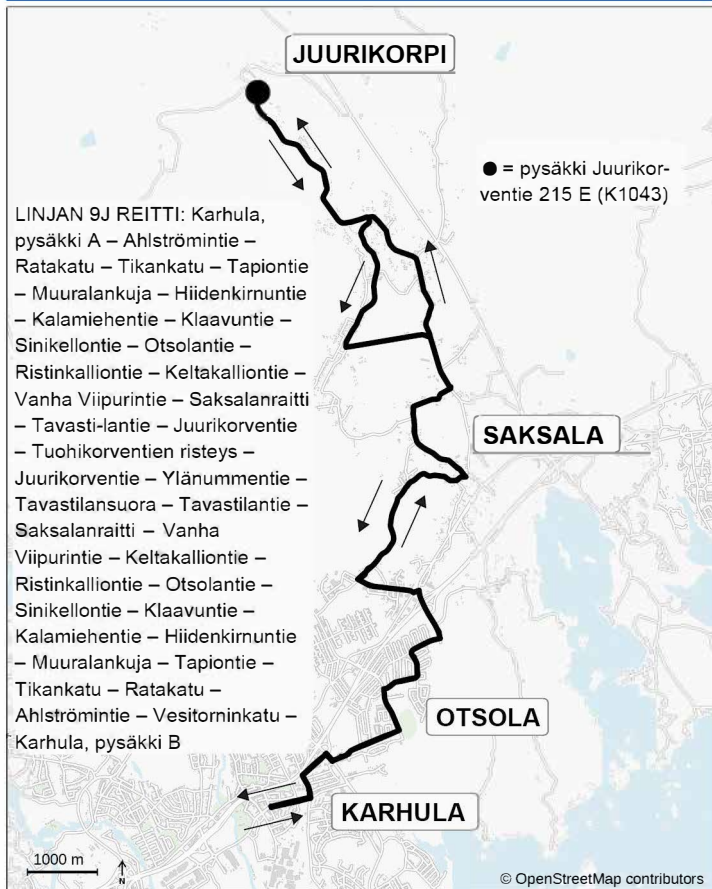 JUURIKORPI
● = pysäkki Juurikor-
ventie 215 E (K1043)
LINJAN 9J REITTI: Karhula,
pysäkki A – Ahlströmintie –
Ratakatu – Tikankatu – Tapiontie
– Muuralankuja – Hiidenkirnuntie
– Kalamiehentie – Klaavuntie –
Sinikellontie – Otsolantie –
Ristinkalliontie – Keltakalliontie –
Vanha Viipurintie – Saksalanraitti
– Tavasti-lantie – Juurikorventie
– Tuohikorventien risteys –
Juurikorventie – Ylänummentie –
Tavastilansuora – Tavastilantie –
Saksalanraitti – Vanha
Viipurintie – Keltakalliontie –
Ristinkalliontie – Otsolantie –
Sinikellontie – Klaavuntie –
Kalamiehentie – Hiidenkirnuntie
– Muuralankuja – Tapiontie –
Tikankatu – Ratakatu –
Ahlströmintie – Vesitorninkatu –
Karhula, pysäkki B
SAKSALA
OTSOLA
KARHULA
1000 m
N
© OpenStreetMap contributors